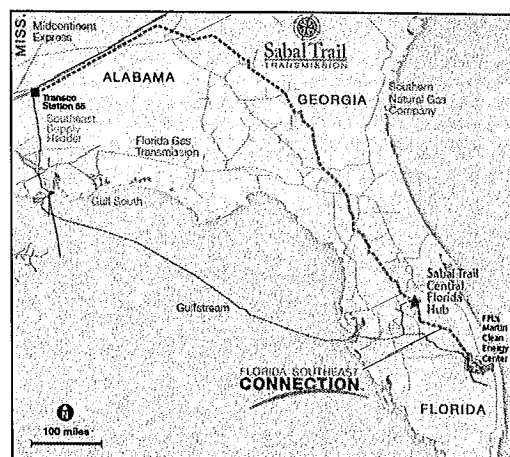 MISS.
Midcontinent
Express
Sabal Trail
TRANSMISSION
ALABAMA
GEORGIA
Transco
Station 85
Southeast
Supply
Header
Southern
Natural Gas
Company
Florida Gas
Transmission
Gulf South
Sabal Trail
Central
Florida
Hub
Gulfstream
FPL's
Martin
Clean
Energy
Center
FLORIDA SOUTHEAST
CONNECTION
FLORIDA
N
100 miles